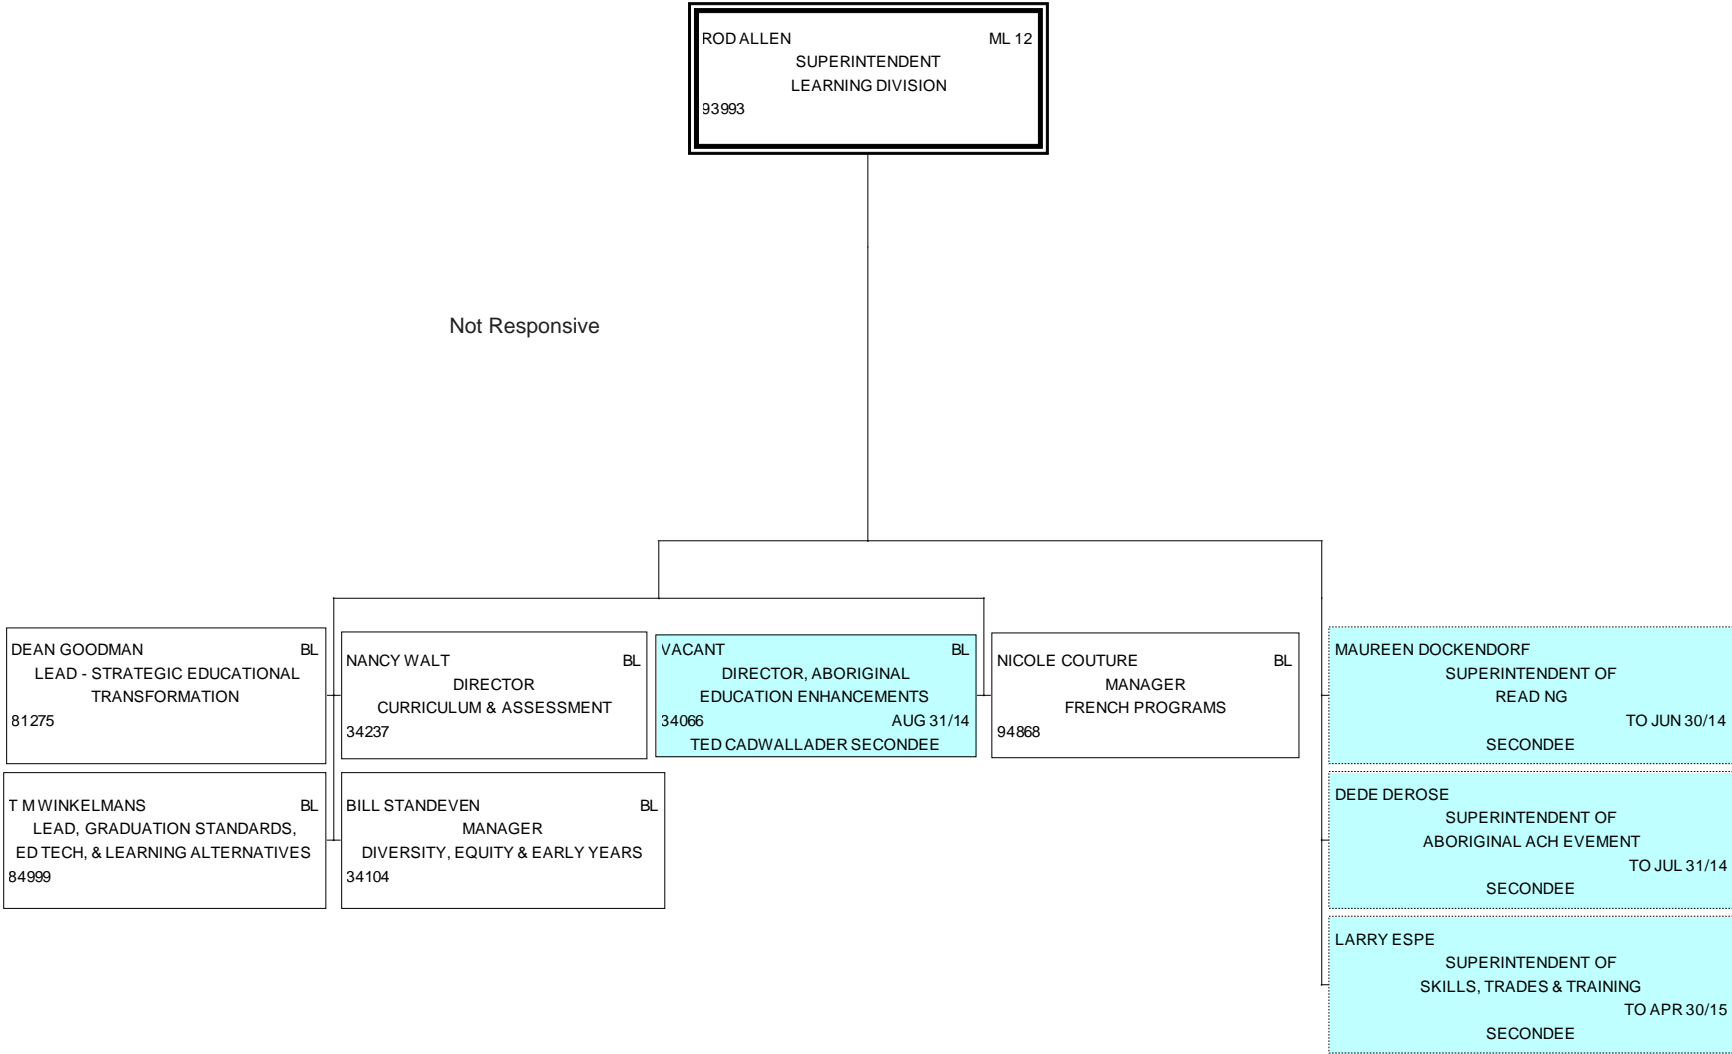 ROD ALLEN ML 12
SUPERINTENDENT
LEARNING DIVISION
93993
Not Responsive
DEAN GOODMAN BL
LEAD - STRATEGIC EDUCATIONAL
TRANSFORMATION
81275
NANCY WALT BL
DIRECTOR
CURRICULUM & ASSESSMENT
34237
VACANT BL
DIRECTOR, ABORIGINAL
EDUCATION ENHANCEMENTS
34066 AUG 31/14
TED CADWALLADER SECONDEE
NICOLE COUTURE BL
MANAGER
FRENCH PROGRAMS
94868
MAUREEN DOCKENDORF
SUPERINTENDENT OF
READ NG
TO JUN 30/14
SECONDEE
T M WINKELMANS BL
LEAD, GRADUATION STANDARDS,
ED TECH, & LEARNING ALTERNATIVES
84999
BILL STANDEVEN BL
MANAGER
DIVERSITY, EQUITY & EARLY YEARS
34104
DEDE DEROSE
SUPERINTENDENT OF
ABORIGINAL ACH EVEMENT
TO JUL 31/14
SECONDEE
LARRY ESPE
SUPERINTENDENT OF
SKILLS, TRADES & TRAINING
TO APR 30/15
SECONDEE